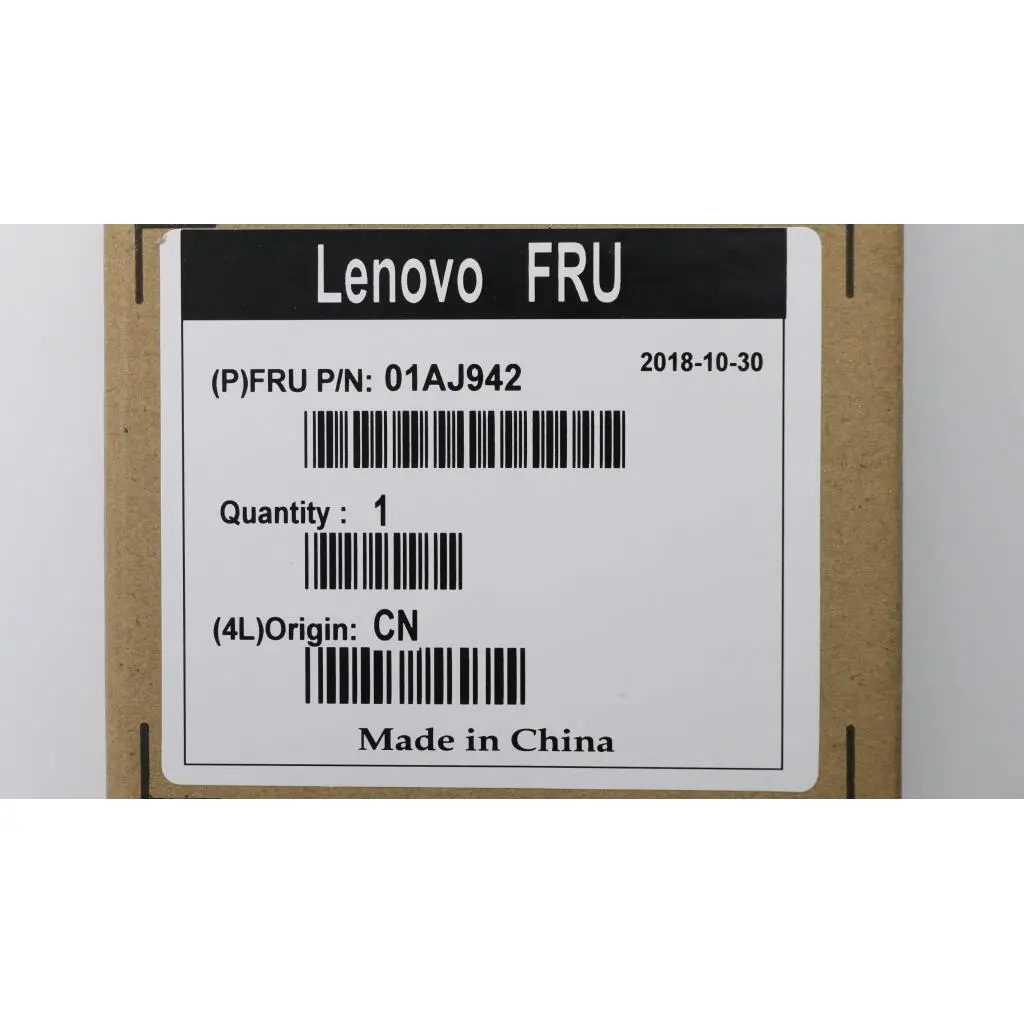 Lenovo FRU
2018-10-30
(P)FRU P/N: 01AJ942
Quantity : 1
(4L)Origin: CN
Made in China